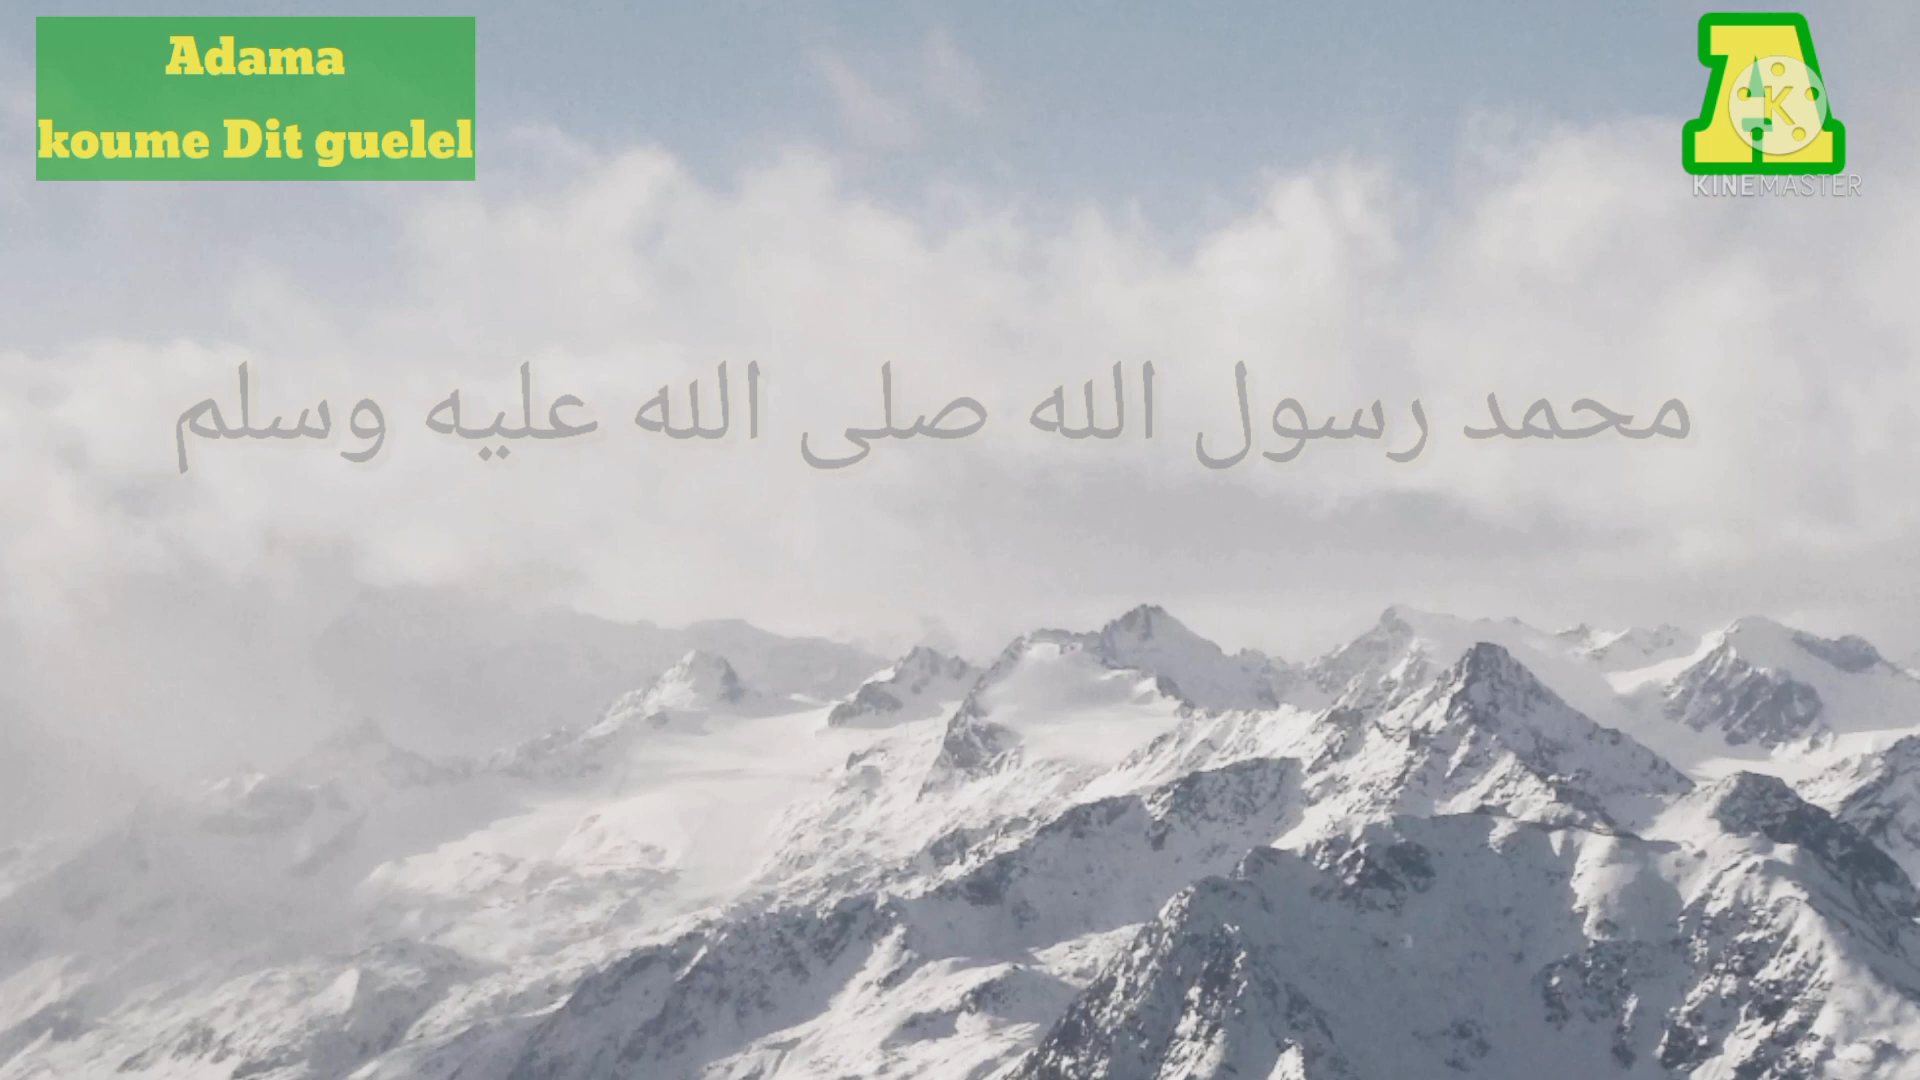 Adama
koume Dit guelel
A
K
KINEMASTER
محمد رسول الله صلى الله عليه وسلم